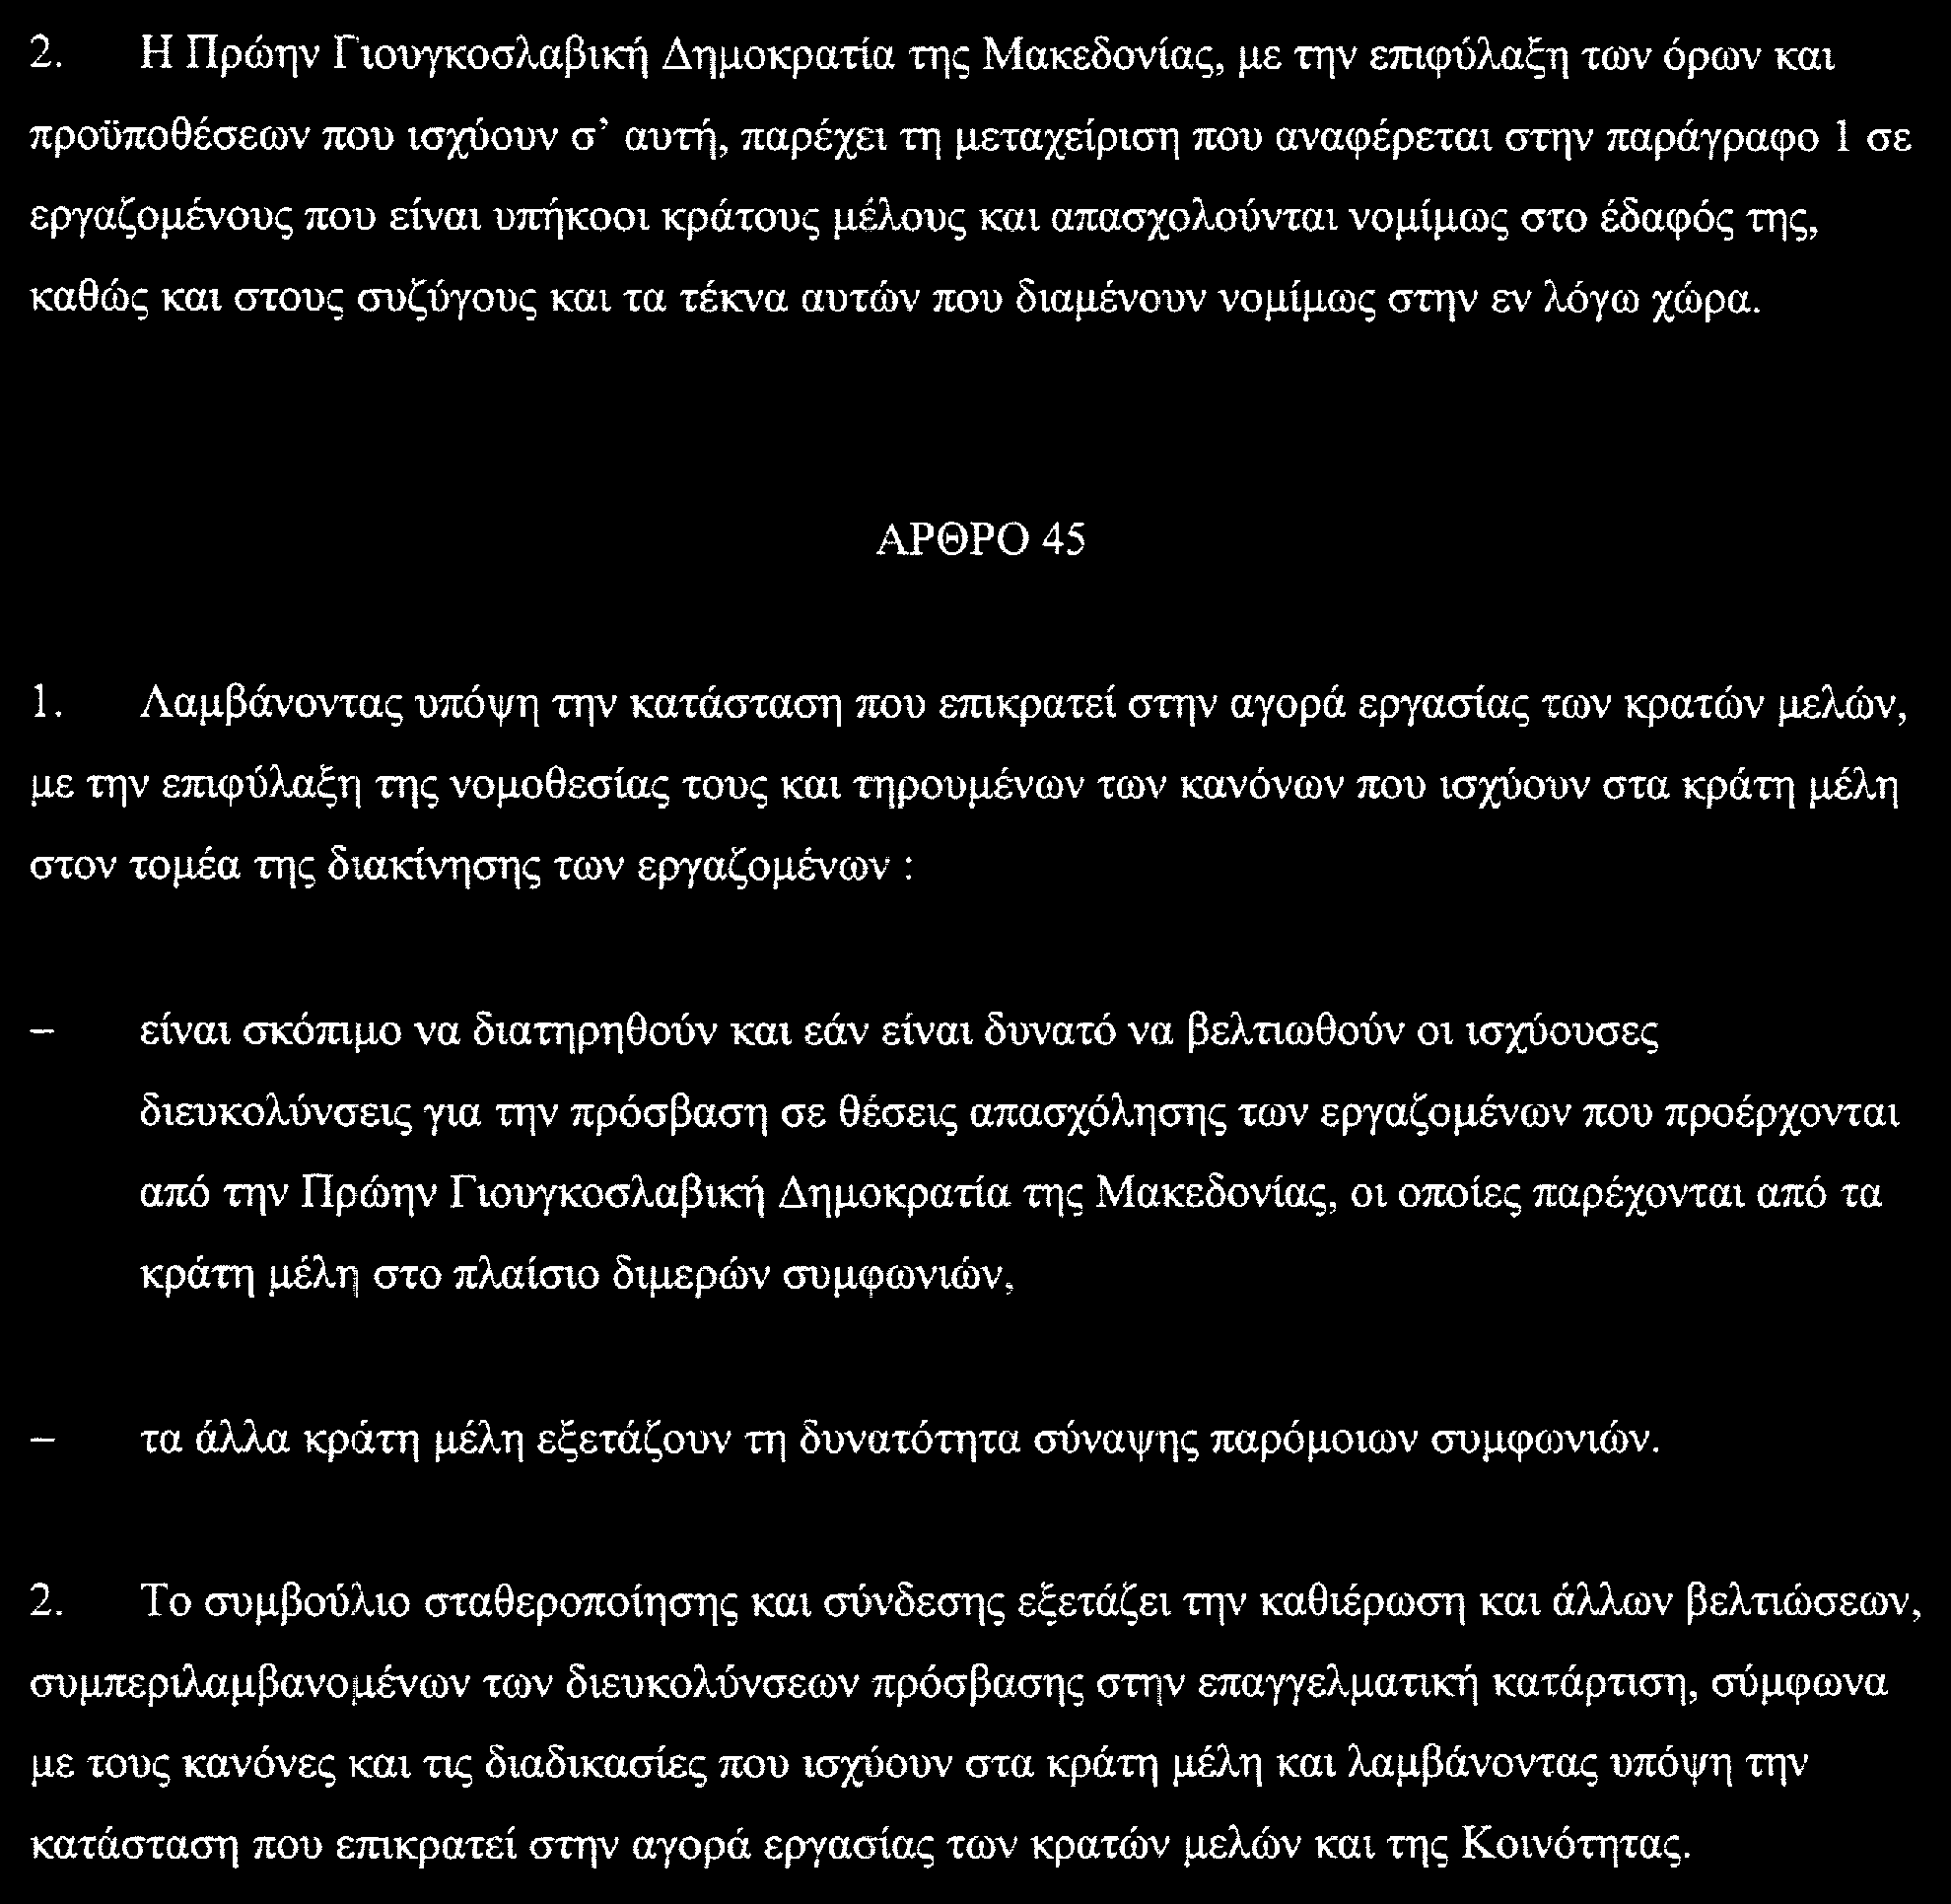 2. Η Πρώην Γιουγκοσλαβική Δημοκρατία της Μακεδονίας, με την επιφύλαξη των όρων και
προϋποθέσεων που ισχύουν σ’ αυτή, παρέχει τη μεταχείριση που αναφέρεται στην παράγραφο 1 σε
εργαζομένους που είναι υπήκοοι κράτους μέλους και απασχολούνται νομίμως στο έδαφός της,
καθώς και στους συζύγους και τα τέκνα αυτών που διαμένουν νομίμως στην εν λόγω χώρα.
ΑΡΘΡΟ 45
1. Λαμβάνοντας υπόψη την κατάσταση που επικρατεί στην αγορά εργασίας των κρατών μελών,
με την επιφύλαξη της νομοθεσίας τους και τηρουμένων των κανόνων που ισχύουν στα κράτη μέλη
στον τομέα της διακίνησης των εργαζομένων :
– είναι σκόπιμο να διατηρηθούν και εάν είναι δυνατό να βελτιωθούν οι ισχύουσες
διευκολύνσεις για την πρόσβαση σε θέσεις απασχόλησης των εργαζομένων που προέρχονται
από την Πρώην Γιουγκοσλαβική Δημοκρατία της Μακεδονίας, οι οποίες παρέχονται από τα
κράτη μέλη στο πλαίσιο διμερών συμφωνιών,
– τα άλλα κράτη μέλη εξετάζουν τη δυνατότητα σύναψης παρόμοιων συμφωνιών.
2. Το συμβούλιο σταθεροποίησης και σύνδεσης εξετάζει την καθιέρωση και άλλων βελτιώσεων,
συμπεριλαμβανομένων των διευκολύνσεων πρόσβασης στην επαγγελματική κατάρτιση, σύμφωνα
με τους κανόνες και τις διαδικασίες που ισχύουν στα κράτη μέλη και λαμβάνοντας υπόψη την
κατάσταση που επικρατεί στην αγορά εργασίας των κρατών μελών και της Κοινότητας.